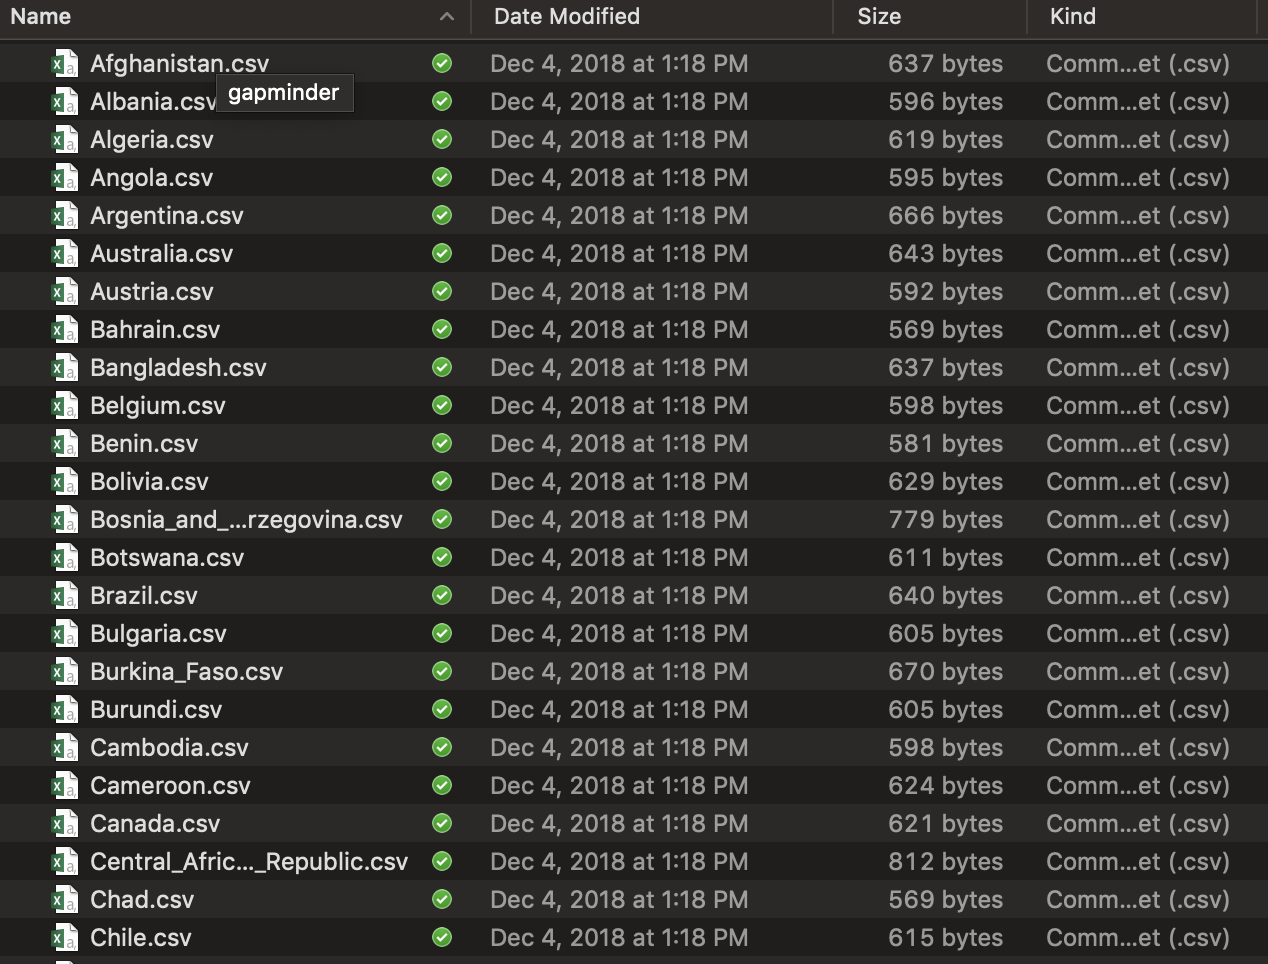 Name Date Modified Size Kind
Afghanistan.csv Dec 4, 2018 at 1:18 PM 637 bytes Comm...et (.csv)
gapminder
Albania.csv Dec 4, 2018 at 1:18 PM 596 bytes Comm...et (.csv)
Algeria.csv Dec 4, 2018 at 1:18 PM 619 bytes Comm...et (.csv)
Angola.csv Dec 4, 2018 at 1:18 PM 595 bytes Comm...et (.csv)
Argentina.csv Dec 4, 2018 at 1:18 PM 666 bytes Comm...et (.csv)
Australia.csv Dec 4, 2018 at 1:18 PM 643 bytes Comm...et (.csv)
Austria.csv Dec 4, 2018 at 1:18 PM 592 bytes Comm...et (.csv)
Bahrain.csv Dec 4, 2018 at 1:18 PM 569 bytes Comm...et (.csv)
Bangladesh.csv Dec 4, 2018 at 1:18 PM 637 bytes Comm...et (.csv)
Belgium.csv Dec 4, 2018 at 1:18 PM 598 bytes Comm...et (.csv)
Benin.csv Dec 4, 2018 at 1:18 PM 581 bytes Comm...et (.csv)
Bolivia.csv Dec 4, 2018 at 1:18 PM 629 bytes Comm...et (.csv)
Bosnia_and_...rzegovina.csv Dec 4, 2018 at 1:18 PM 779 bytes Comm...et (.csv)
Botswana.csv Dec 4, 2018 at 1:18 PM 611 bytes Comm...et (.csv)
Brazil.csv Dec 4, 2018 at 1:18 PM 640 bytes Comm...et (.csv)
Bulgaria.csv Dec 4, 2018 at 1:18 PM 605 bytes Comm...et (.csv)
Burkina_Faso.csv Dec 4, 2018 at 1:18 PM 670 bytes Comm...et (.csv)
Burundi.csv Dec 4, 2018 at 1:18 PM 605 bytes Comm...et (.csv)
Cambodia.csv Dec 4, 2018 at 1:18 PM 598 bytes Comm...et (.csv)
Cameroon.csv Dec 4, 2018 at 1:18 PM 624 bytes Comm...et (.csv)
Canada.csv Dec 4, 2018 at 1:18 PM 621 bytes Comm...et (.csv)
Central_Afric..._Republic.csv Dec 4, 2018 at 1:18 PM 812 bytes Comm...et (.csv)
Chad.csv Dec 4, 2018 at 1:18 PM 569 bytes Comm...et (.csv)
Chile.csv Dec 4, 2018 at 1:18 PM 615 bytes Comm...et (.csv)